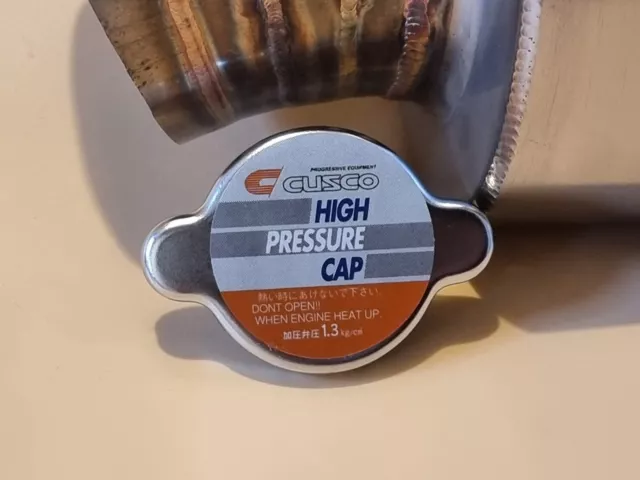 PROGRESSIVE EQUIPMENT
CUSCO
HIGH
PRESSURE
CAP
熱い時にあけないで下さい。
DONT OPEN!!
WHEN ENGINE HEAT UP.
加圧弁圧 1.3 kg/c㎡